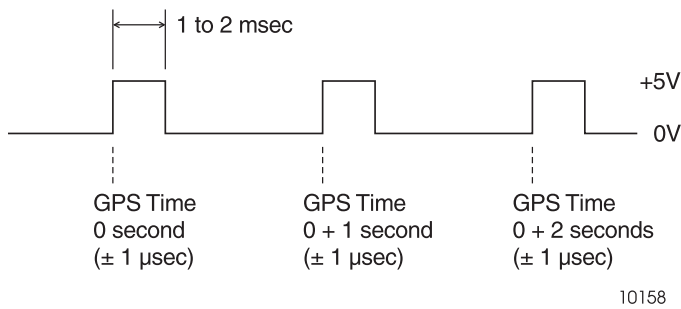 1 to 2 msec
+5V
0V
GPS Time
0 second
(± 1 µsec)
GPS Time
0 + 1 second
(± 1 µsec)
GPS Time
0 + 2 seconds
(± 1 µsec)
10158